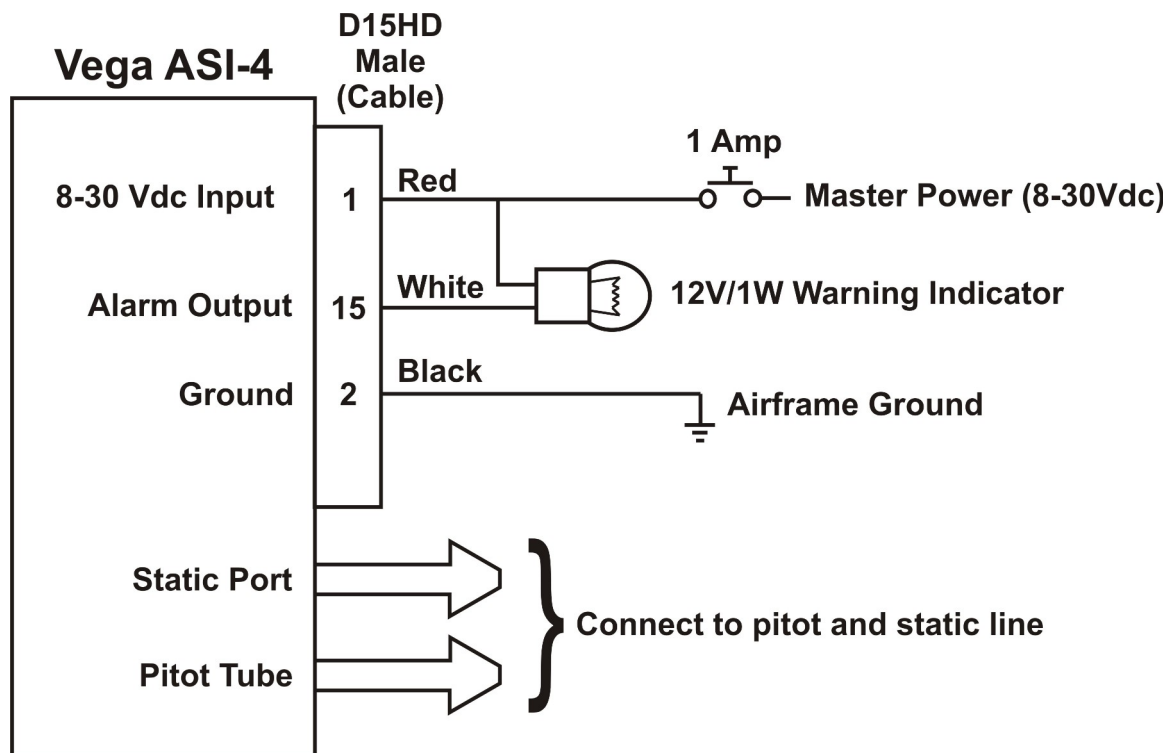 Vega ASI-4
D15HD
Male
(Cable)
8-30 Vdc Input
1
Red
1 Amp
Master Power (8-30Vdc)
Alarm Output
15
White
12V/1W Warning Indicator
Ground
2
Black
Airframe Ground
Static Port
Pitot Tube
Connect to pitot and static line